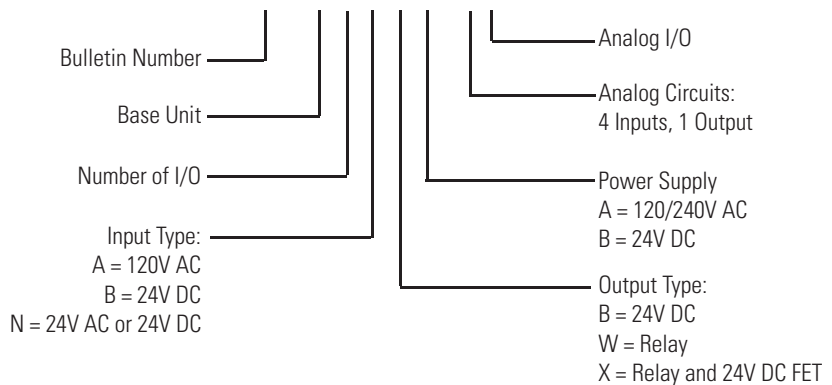 Bulletin Number
Base Unit
Number of I/O
Input Type:
A = 120V AC
B = 24V DC
N = 24V AC or 24V DC
Analog I/O
Analog Circuits:
4 Inputs, 1 Output
Power Supply
A = 120/240V AC
B = 24V DC
Output Type:
B = 24V DC
W = Relay
X = Relay and 24V DC FET